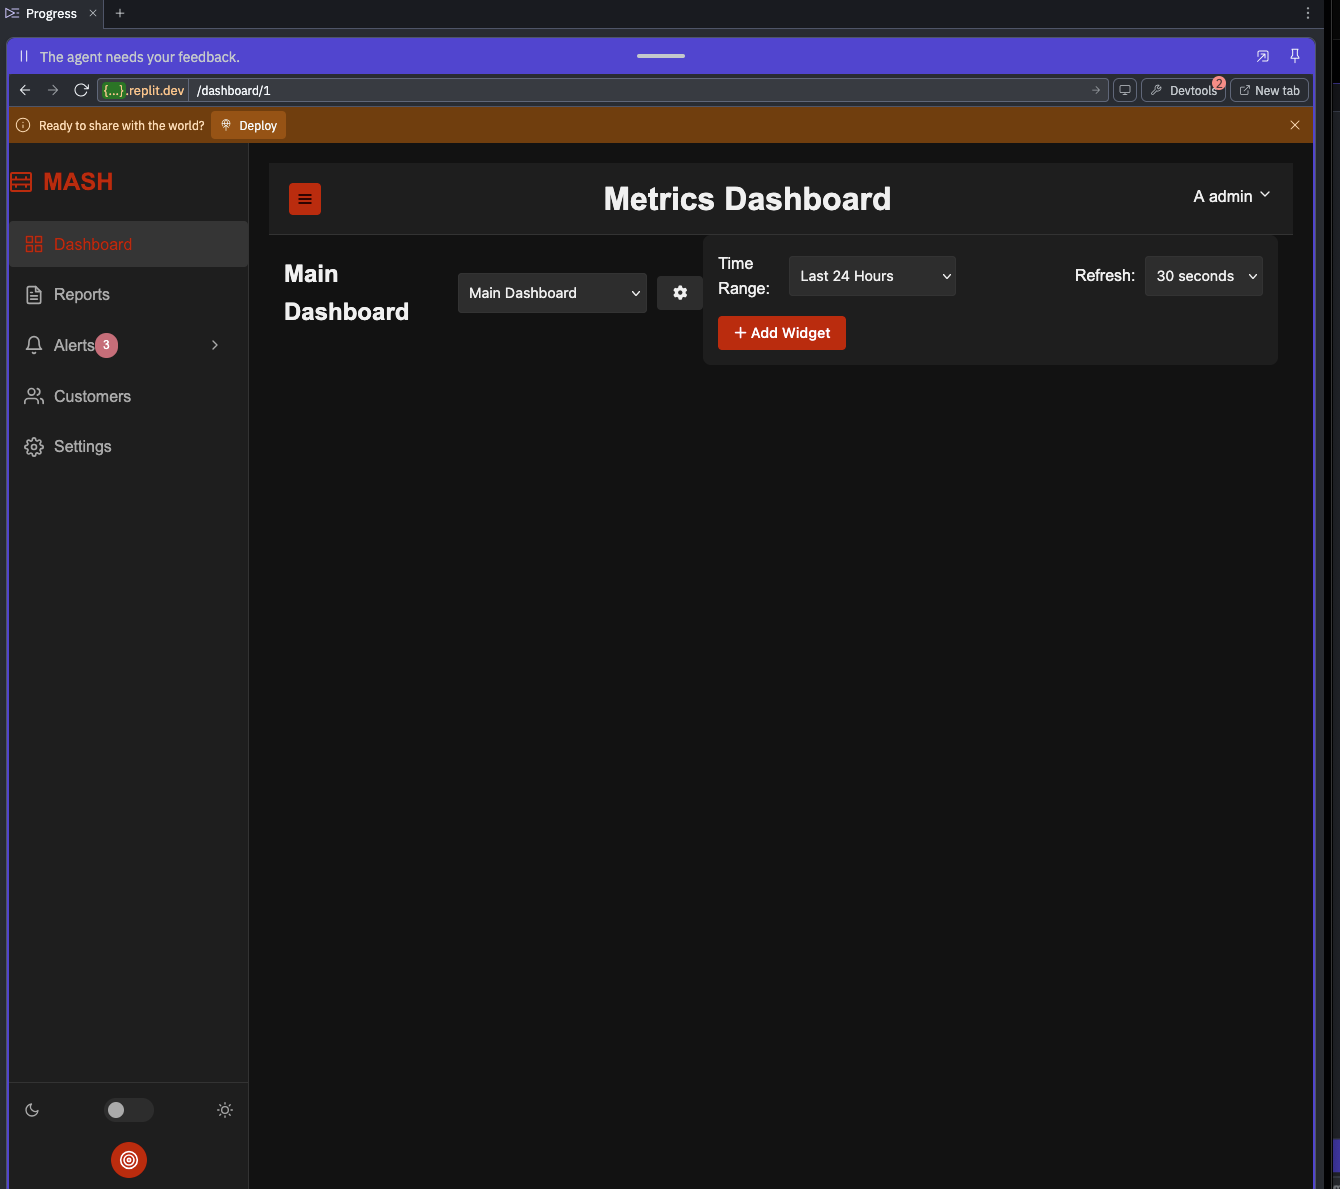 Progress
The agent needs your feedback.
{...}.replit.dev /dashboard/1
Devtools 2
New tab
Ready to share with the world? Deploy
MASH
Metrics Dashboard
A admin
Dashboard
Reports
Alerts 3
Customers
Settings
Main
Dashboard
Main Dashboard
Time
Range:
Last 24 Hours
Refresh:
30 seconds
+ Add Widget